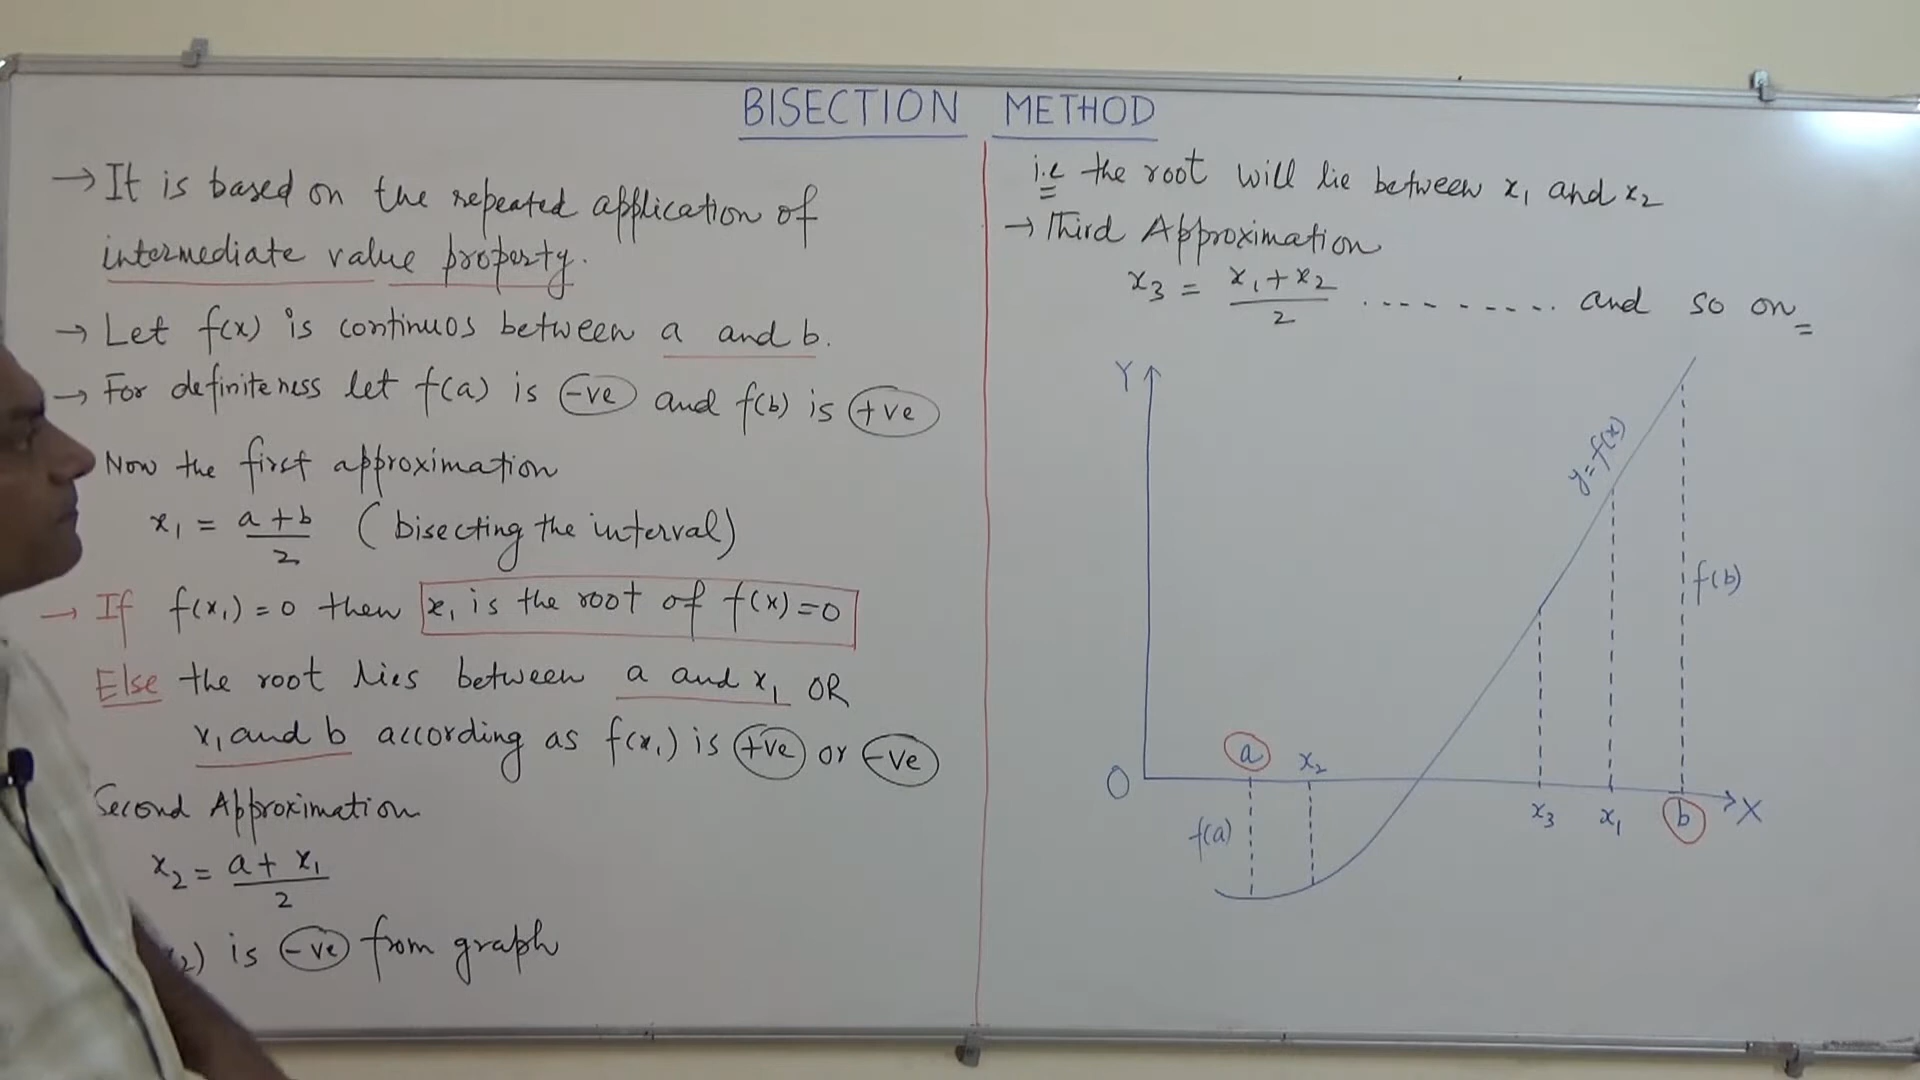 BISECTION METHOD
→ It is based on the repeated application of
intermediate value property.
→ Let f(x) is continuos between a and b.
→ For definiteness let f(a) is -ve and f(b) is +ve
Now the first approximation
x₁ = (a+b)/2 (bisecting the interval)
→ If f(x₁) = 0 then x₁ is the root of f(x)=0
Else the root lies between a and x₁ OR
x₁ and b according as f(x₁) is +ve or -ve
Second Approximation
x₂ = (a + x₁)/2
₂) is -ve from graph
i.e the root will lie between x₁ and x₂
→ Third Approximation
x₃ = (x₁+x₂)/2 .......... and so on
Y
y=f(x)
f(b)
a x₂
O
x₃ x₁ b X
f(a)